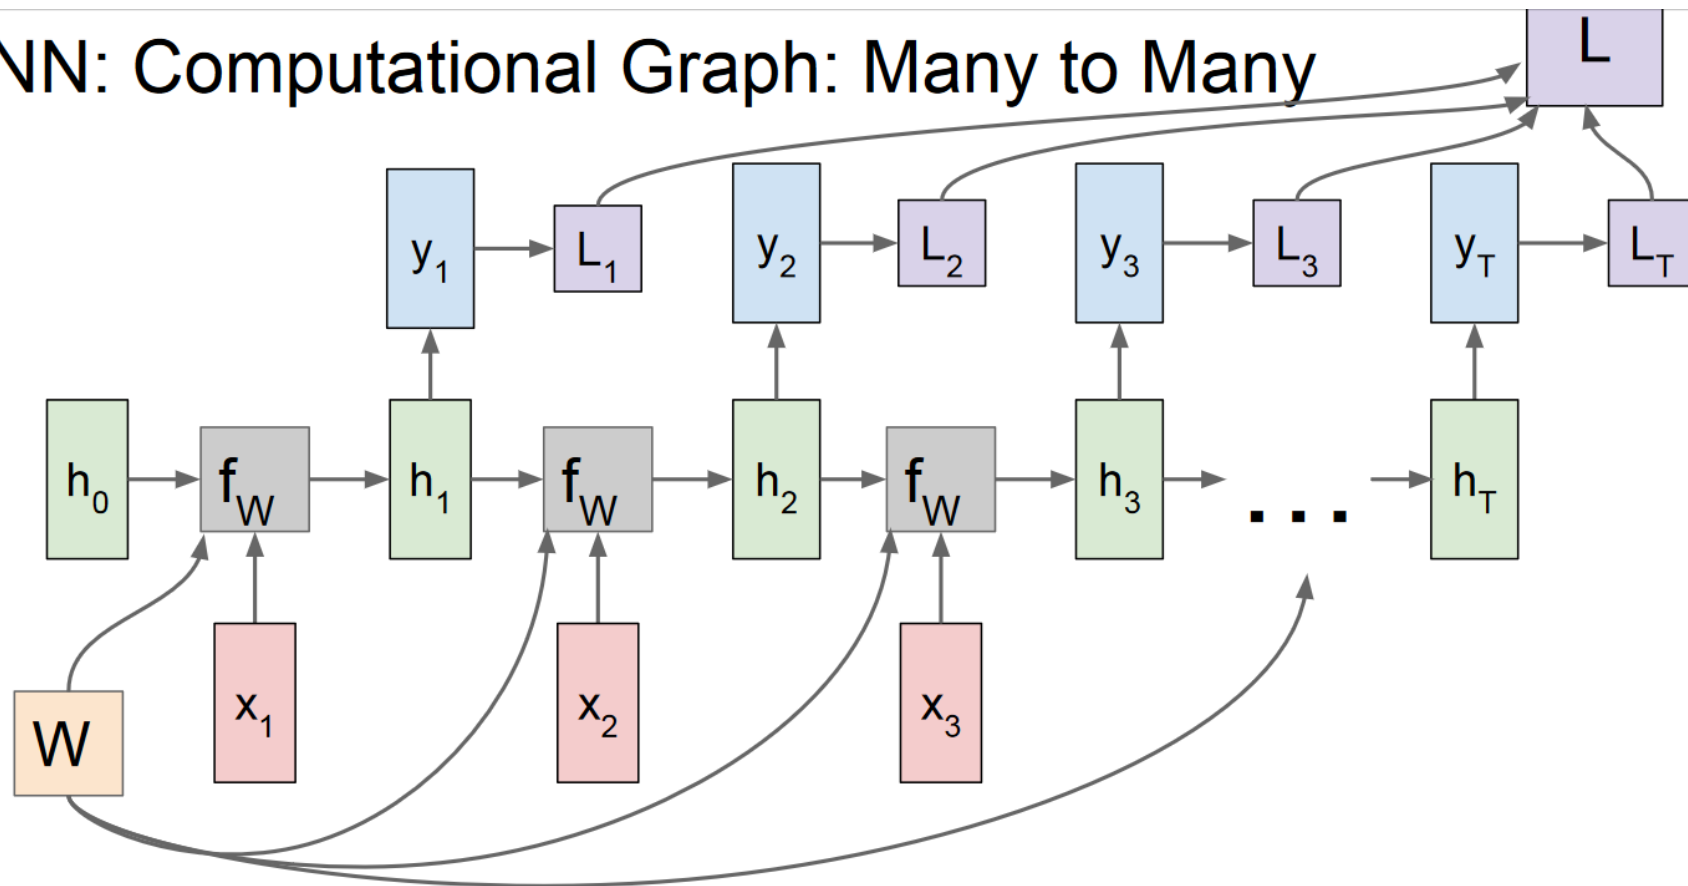 NN: Computational Graph: Many to Many
L
y1 L1 y2 L2 y3 L3 yT LT
h0 fW h1 fW h2 fW h3 ... hT
W x1 x2 x3